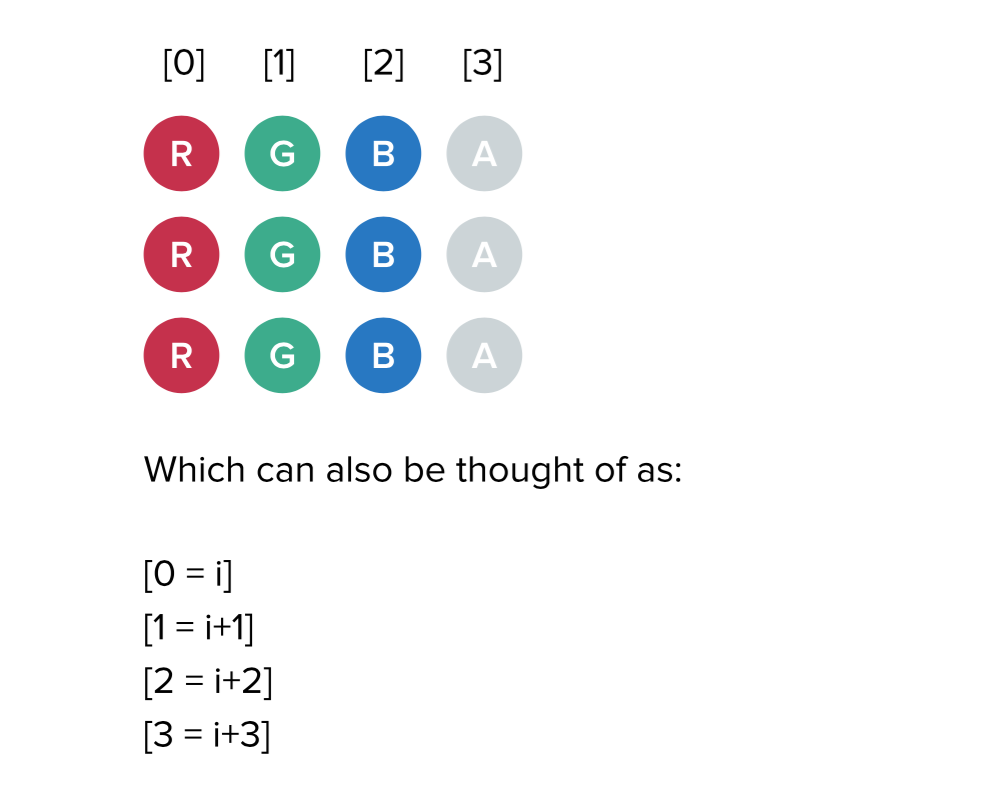 [0] [1] [2] [3]
R G B A
R G B A
R G B A
Which can also be thought of as:
[0 = i]
[1 = i+1]
[2 = i+2]
[3 = i+3]